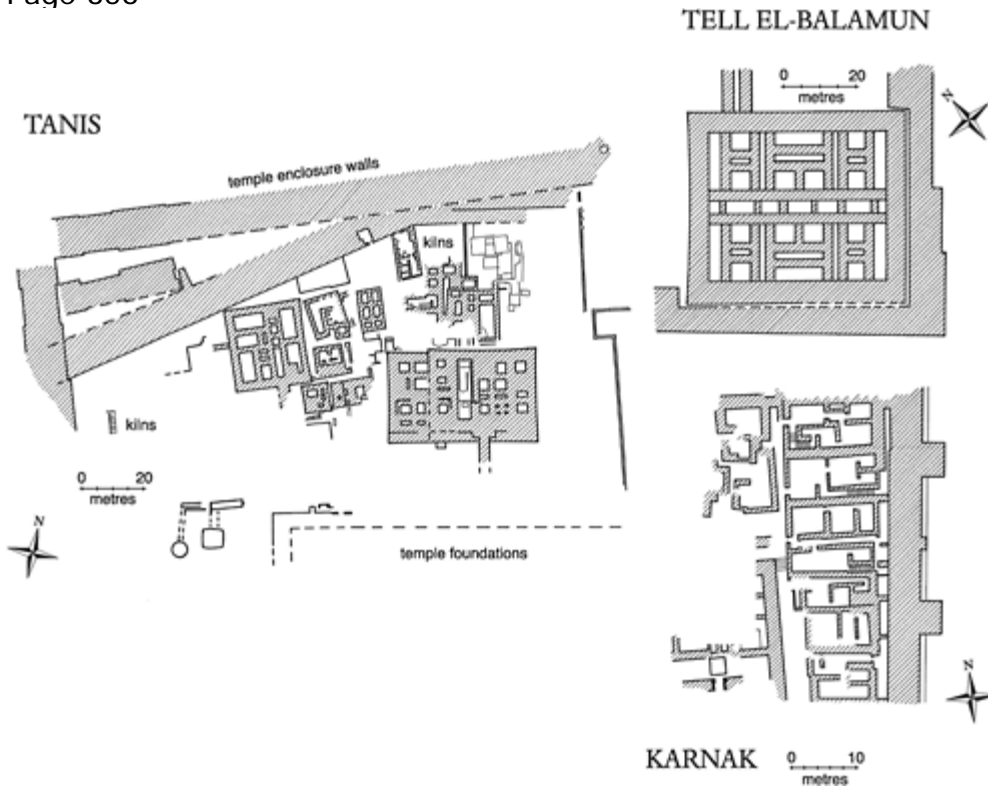 TELL EL-BALAMUN
0 20
metres
N
TANIS
temple enclosure walls
kilns
kilns
0 20
metres
N
temple foundations
N
KARNAK
0 10
metres